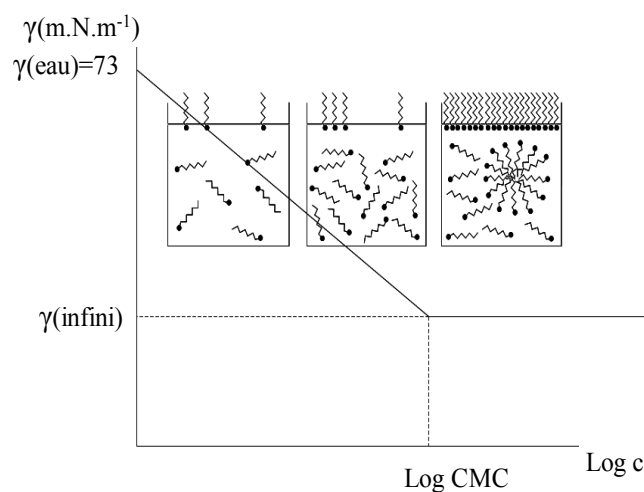 γ(m.N.m⁻¹)
γ(eau)=73
γ(infini)
Log c
Log CMC